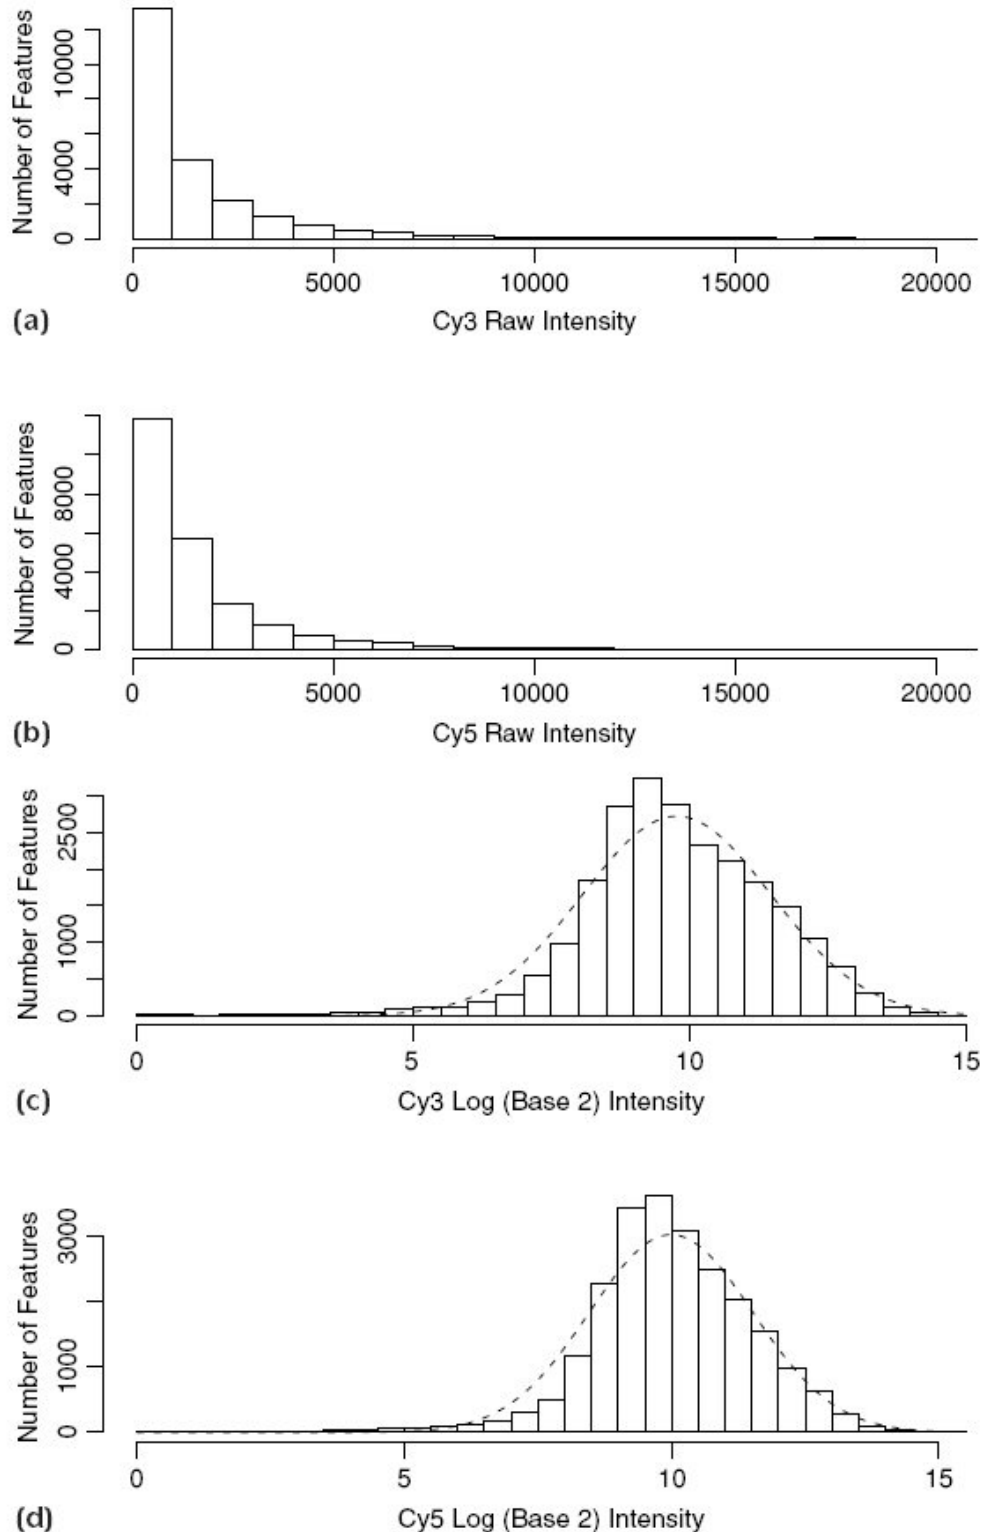 Number of Features
10000
4000
0
0 5000 10000 15000 20000
(a)
Cy3 Raw Intensity
Number of Features
8000
4000
0
0 5000 10000 15000 20000
(b)
Cy5 Raw Intensity
Number of Features
2500
1000
0
0 5 10 15
(c)
Cy3 Log (Base 2) Intensity
Number of Features
3000
1000
0
0 5 10 15
(d)
Cy5 Log (Base 2) Intensity